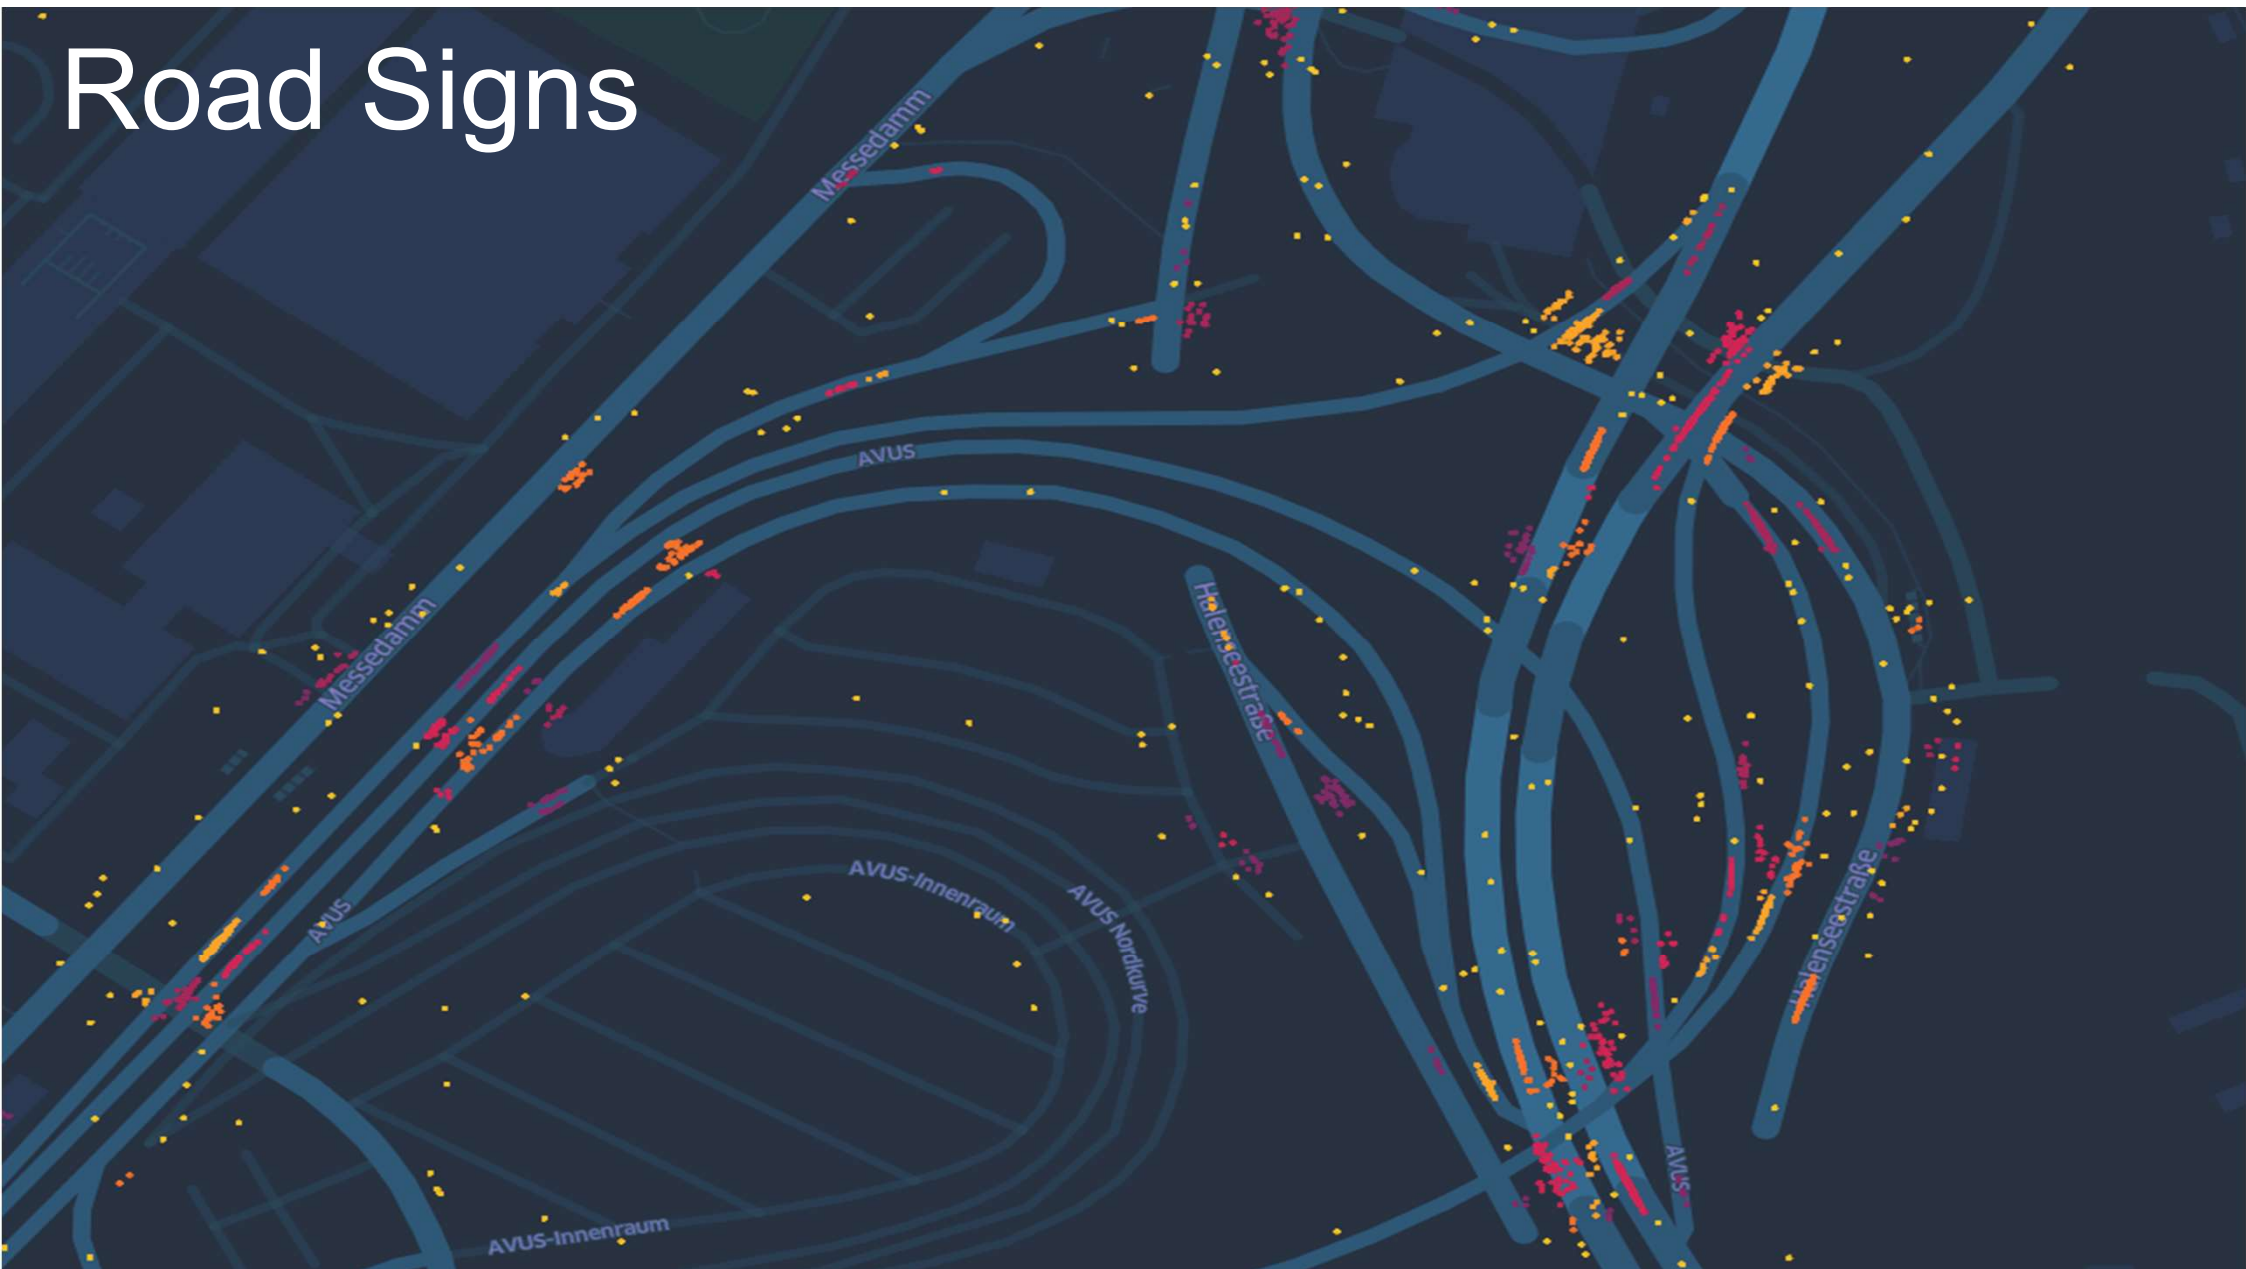 Road Signs
Messedamm
AVUS
Halenseestraße
Messedamm
AVUS-Innenraum
AVUS Nordkurve
Halenseestraße
AVUS
AVUS
AVUS-Innenraum